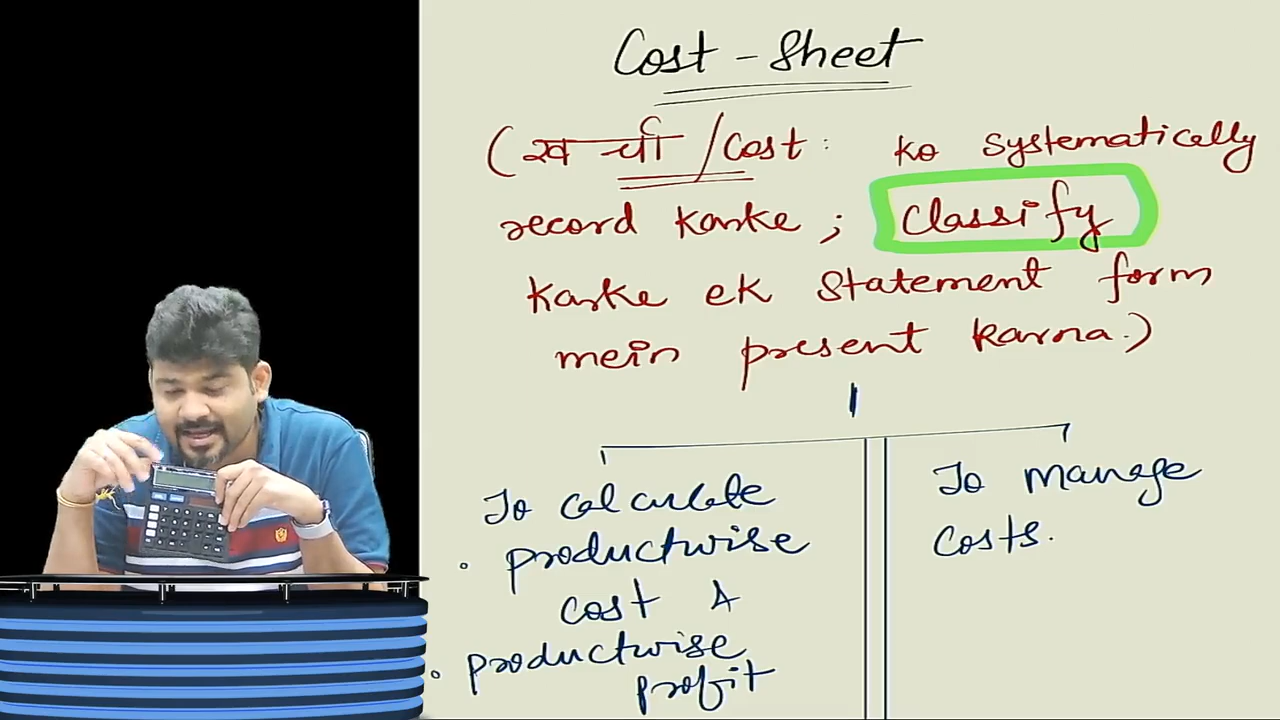 Cost - Sheet
(खर्चा / Cost : ko systematically
record karke ; Classify
karke ek statement form
mein present karna.)
To calculate
• productwise
cost &
• productwise
profit
To manage
costs.